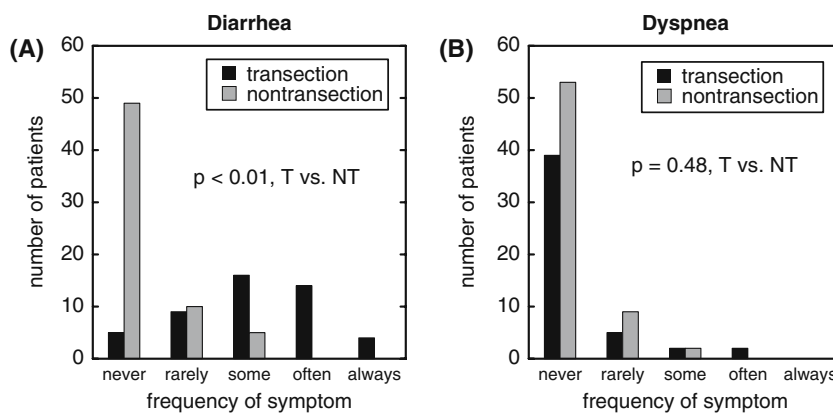 Diarrhea
(A)
60
50
40
30
20
10
0
number of patients
transection
nontransection
p < 0.01, T vs. NT
never rarely some often always
frequency of symptom
Dyspnea
(B)
60
50
40
30
20
10
0
number of patients
transection
nontransection
p = 0.48, T vs. NT
never rarely some often always
frequency of symptom